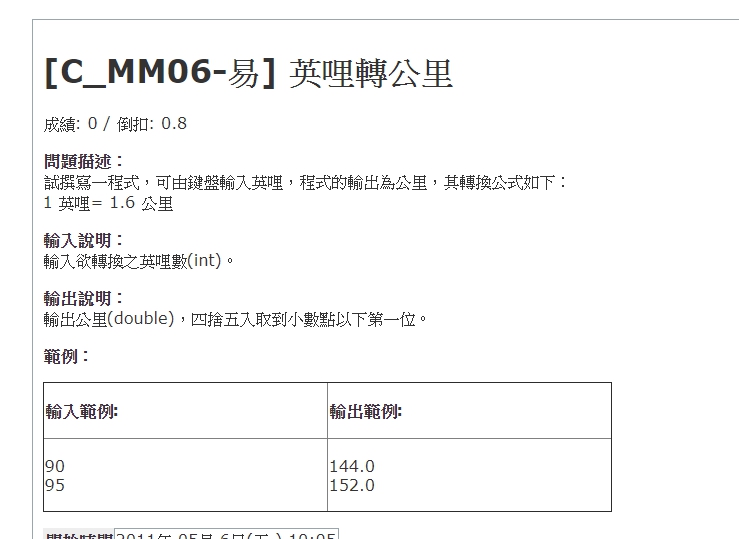 [C_MM06-易] 英哩轉公里
成績: 0 / 倒扣: 0.8
問題描述：
試撰寫一程式，可由鍵盤輸入英哩，程式的輸出為公里，其轉換公式如下：
1 英哩= 1.6 公里
輸入說明：
輸入欲轉換之英哩數(int)。
輸出說明：
輸出公里(double)，四捨五入取到小數點以下第一位。
範例：
輸入範例: 輸出範例:
90 144.0
95 152.0
開始時間 2011年 05月 6日(五 ) 10:05